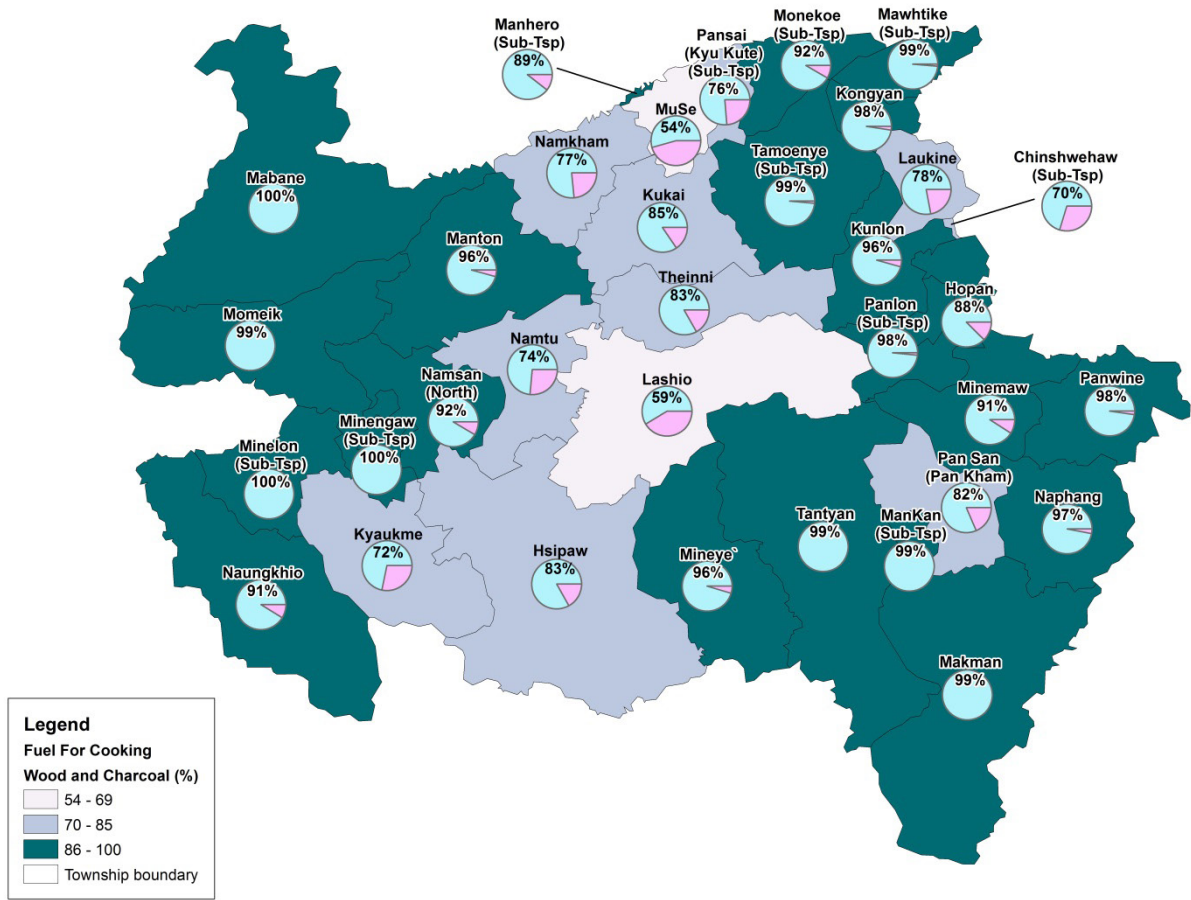 Manhero
(Sub-Tsp)
89%
Pansai
(Kyu Kute)
(Sub-Tsp)
76%
Monekoe
(Sub-Tsp)
92%
Mawhtike
(Sub-Tsp)
99%
Kongyan
98%
MuSe
54%
Namkham
77%
Tamoenye
(Sub-Tsp)
99%
Laukine
78%
Chinshwehaw
(Sub-Tsp)
70%
Mabane
100%
Kukai
85%
Manton
96%
Kunlon
96%
Theinni
83%
Hopan
88%
Momeik
99%
Panlon
(Sub-Tsp)
98%
Namtu
74%
Namsan
(North)
92%
Lashio
59%
Minemaw
91%
Panwine
98%
Minengaw
(Sub-Tsp)
100%
Minelon
(Sub-Tsp)
100%
Pan San
(Pan Kham)
82%
Naphang
97%
Tantyan
99%
ManKan
(Sub-Tsp)
99%
Kyaukme
72%
Hsipaw
83%
Mineye`
96%
Naungkhio
91%
Makman
99%
Legend
Fuel For Cooking
Wood and Charcoal (%)
54 - 69
70 - 85
86 - 100
Township boundary